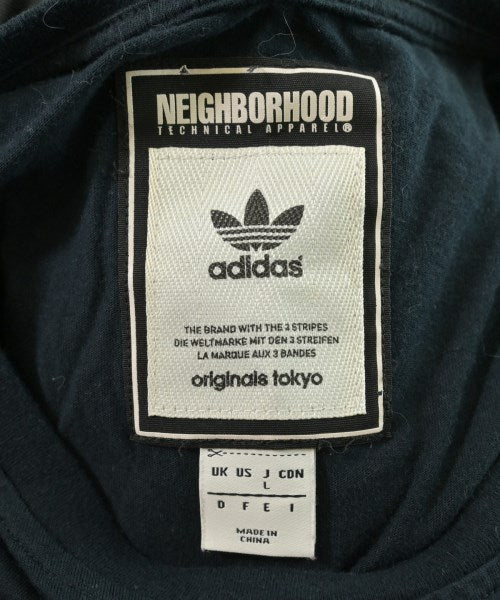 NEIGHBORHOOD
TECHNICAL APPAREL®
adidas®
THE BRAND WITH THE 3 STRIPES
DIE WELTMARKE MIT DEN 3 STREIFEN
LA MARQUE AUX 3 BANDES
originals tokyo
UK US J CDN
L
D F E I
MADE IN
CHINA